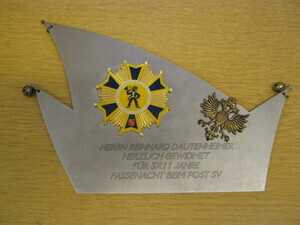 HERRN REINHARD DAUTENHEIMER
HERZLICH GEWIDMET
FÜR 3X11 JAHRE
FASSENACHT BEIM POST SV